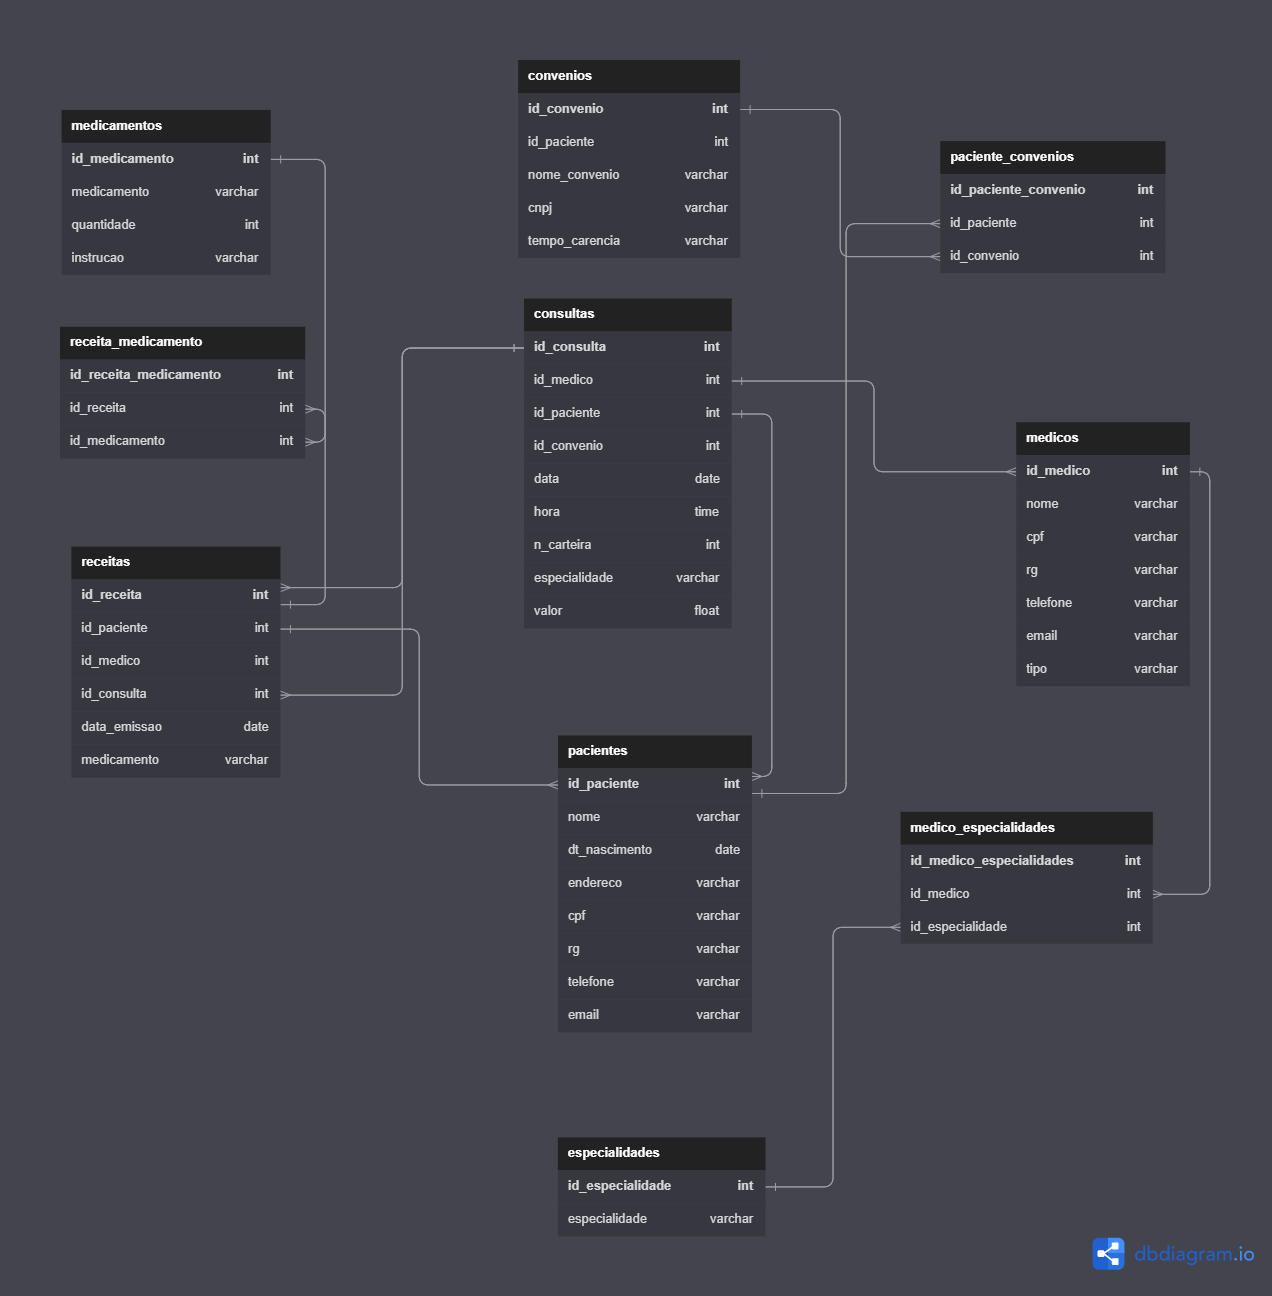 medicamentos
id_medicamento int
medicamento varchar
quantidade int
instrucao varchar
convenios
id_convenio int
id_paciente int
nome_convenio varchar
cnpj varchar
tempo_carencia varchar
paciente_convenios
id_paciente_convenio int
id_paciente int
id_convenio int
receita_medicamento
id_receita_medicamento int
id_receita int
id_medicamento int
consultas
id_consulta int
id_medico int
id_paciente int
id_convenio int
data date
hora time
n_carteira int
especialidade varchar
valor float
medicos
id_medico int
nome varchar
cpf varchar
rg varchar
telefone varchar
email varchar
tipo varchar
receitas
id_receita int
id_paciente int
id_medico int
id_consulta int
data_emissao date
medicamento varchar
pacientes
id_paciente int
nome varchar
dt_nascimento date
endereco varchar
cpf varchar
rg varchar
telefone varchar
email varchar
medico_especialidades
id_medico_especialidades int
id_medico int
id_especialidade int
especialidades
id_especialidade int
especialidade varchar
dbdiagram.io